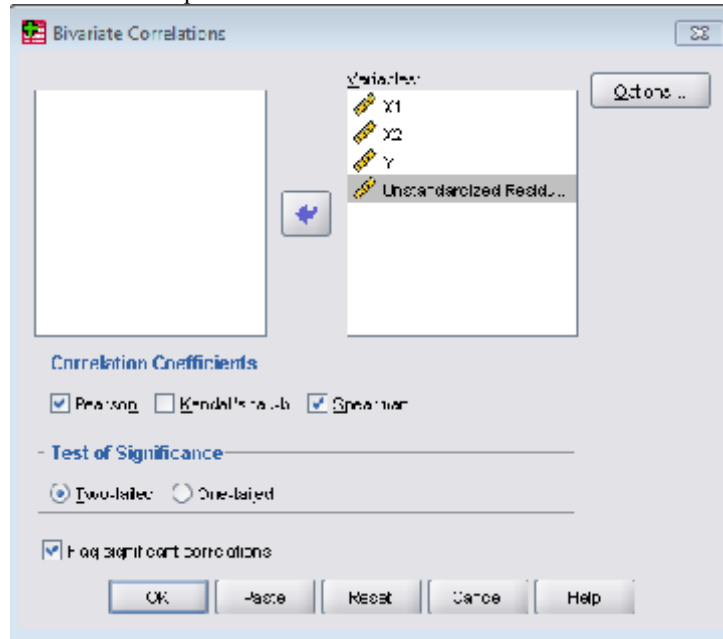 Bivariate Correlations
Variables:
Options...
X1
X2
Y
Unstandardized Residu...
Correlation Coefficients
Pearson Kendall's tau-b Spearman
Test of Significance
Two-tailed One-tailed
Flag significant correlations
OK Paste Reset Cancel Help